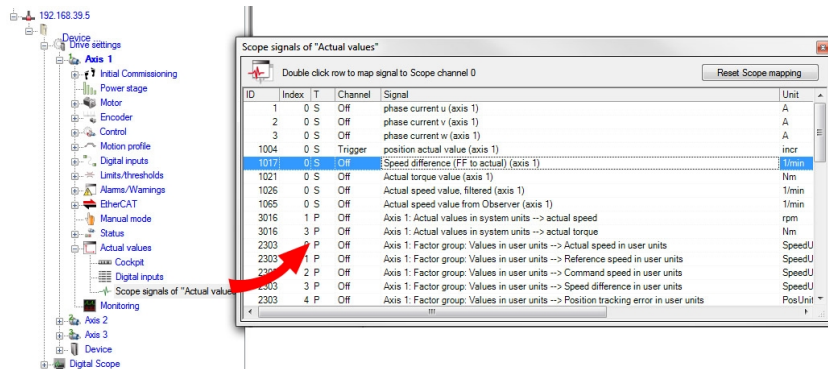 192.168.39.5
Device ...
Drive settings
Axis 1
Initial Commissioning
Power stage
Motor
Encoder
Control
Motion profile
Digital inputs
Limits/thresholds
Alarms/Warnings
EtherCAT
Manual mode
Status
Actual values
Cockpit
Digital inputs
Scope signals of "Actual value
Monitoring
Axis 2
Axis 3
Device
Digital Scope
Scope signals of "Actual values"
Double click row to map signal to Scope channel 0
Reset Scope mapping
ID Index T Channel Signal Unit
1 0 S Off phase current u (axis 1) A
2 0 S Off phase current v (axis 1) A
3 0 S Off phase current w (axis 1) A
1004 0 S Trigger position actual value (axis 1) incr
1017 0 S Off Speed difference (FF to actual) (axis 1) 1/min
1021 0 S Off Actual torque value (axis 1) Nm
1026 0 S Off Actual speed value, filtered (axis 1) 1/min
1065 0 S Off Actual speed value from Observer (axis 1) 1/min
3016 1 P Off Axis 1: Actual values in system units --> actual speed rpm
3016 3 P Off Axis 1: Actual values in system units --> actual torque Nm
2303 P Off Axis 1: Factor group: Values in user units --> Actual speed in user units SpeedU
1 P Off Axis 1: Factor group: Values in user units --> Reference speed in user units SpeedU
2 P Off Axis 1: Factor group: Values in user units --> Command speed in user units SpeedU
2303 3 P Off Axis 1: Factor group: Values in user units --> Speed difference in user units SpeedU
2303 4 P Off Axis 1: Factor group: Values in user units --> Position tracking error in user units PosUnit